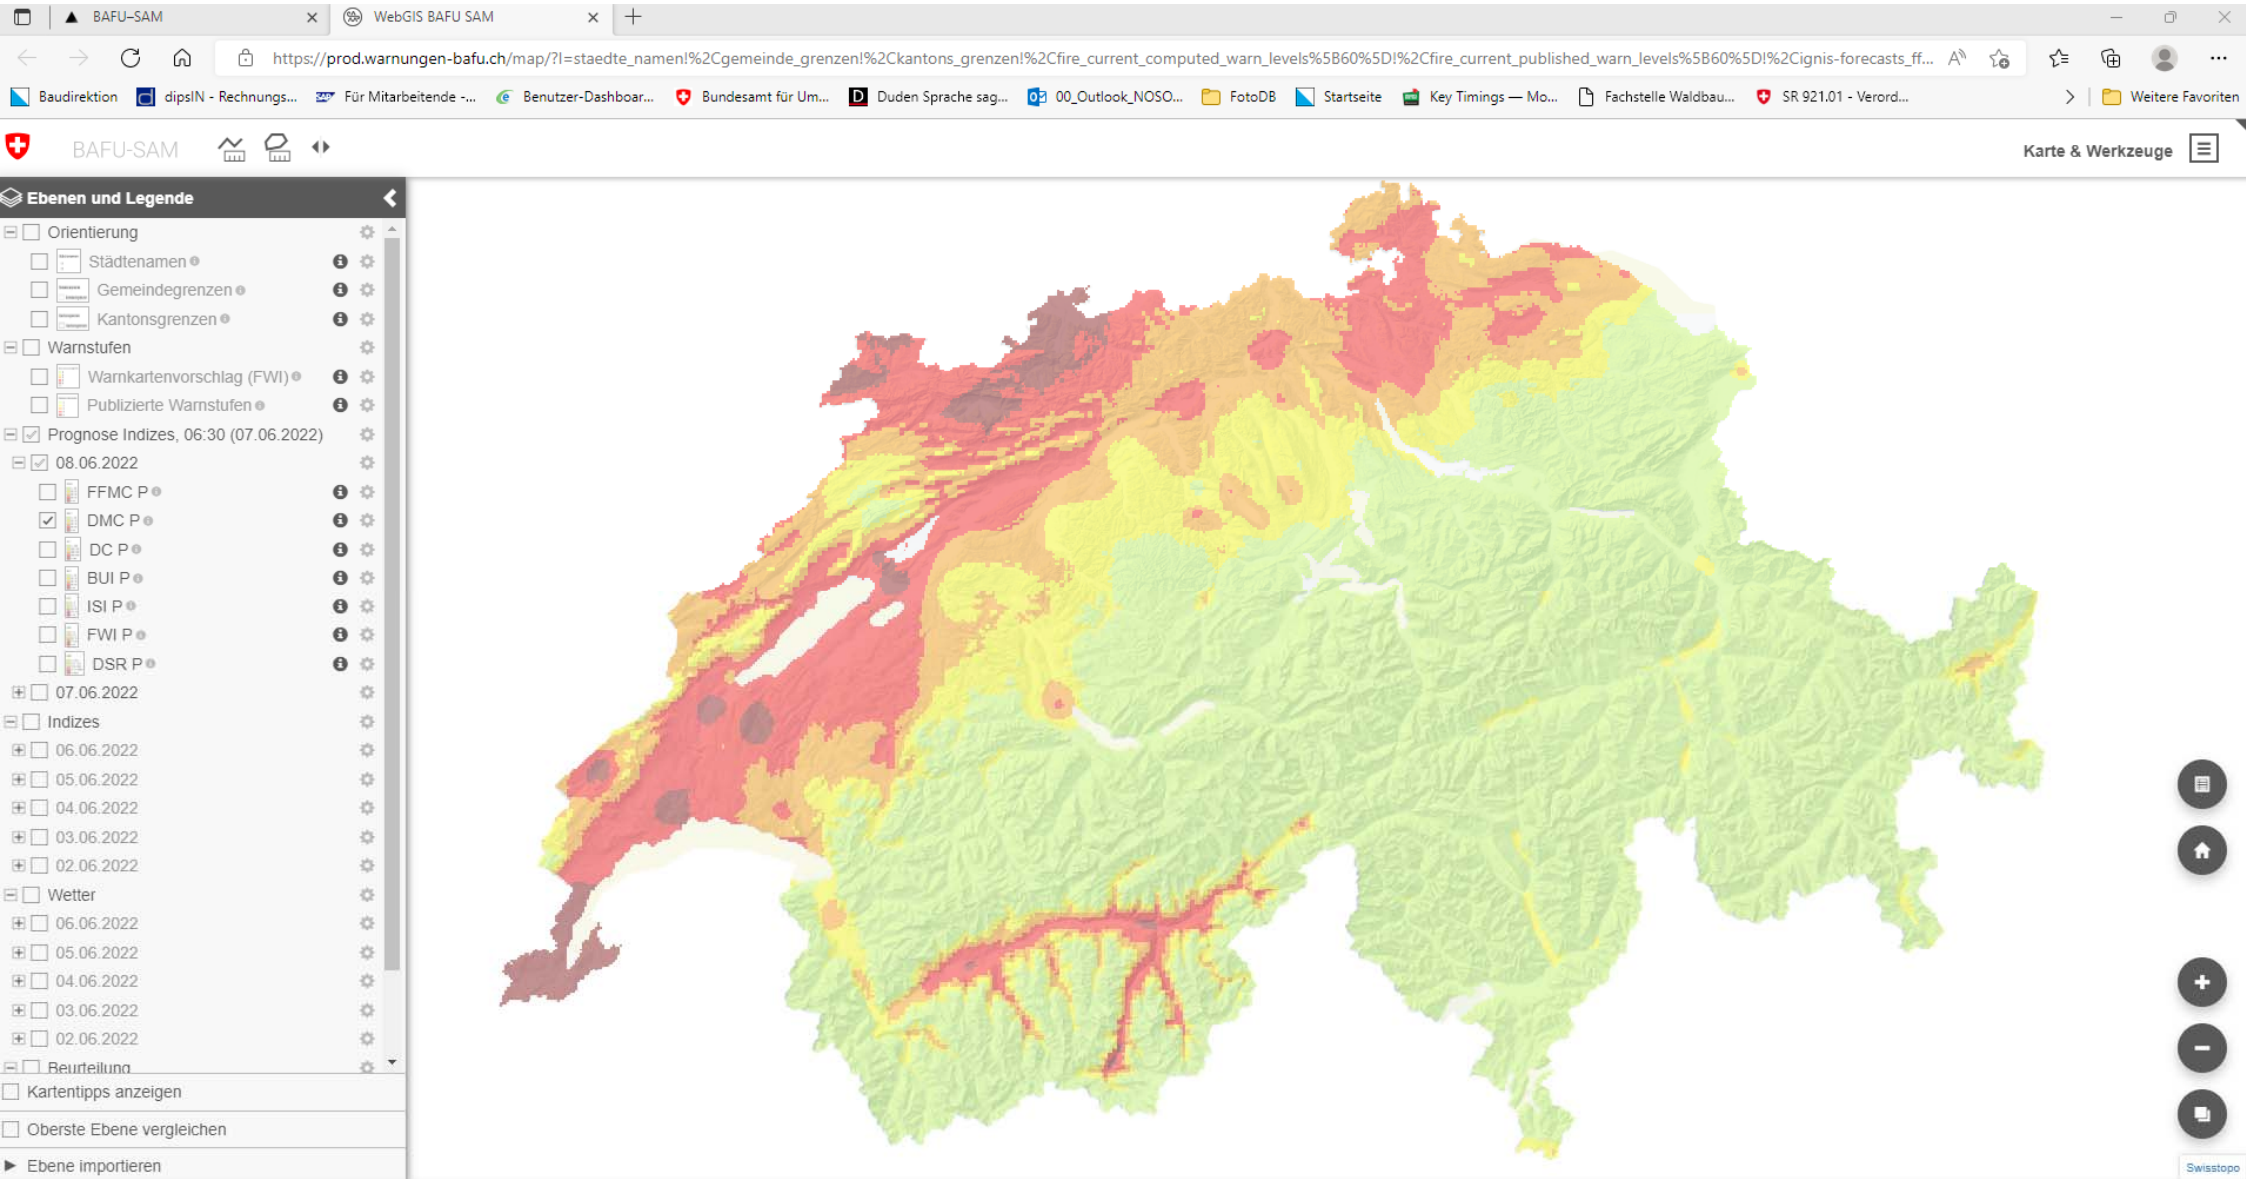 BAFU–SAM
WebGIS BAFU SAM
https://prod.warnungen-bafu.ch/map/?l=staedte_namen!%2Cgemeinde_grenzen!%2Ckantons_grenzen!%2Cfire_current_computed_warn_levels%5B60%5D!%2Cfire_current_published_warn_levels%5B60%5D!%2Cignis-forecasts_ff...
Baudirektion
dipsIN - Rechnungs...
Für Mitarbeitende -...
Benutzer-Dashboar...
Bundesamt für Um...
Duden Sprache sag...
00_Outlook_NOSO...
FotoDB
Startseite
Key Timings — Mo...
Fachstelle Waldbau...
SR 921.01 - Verord...
Weitere Favoriten
BAFU-SAM
Karte & Werkzeuge
Ebenen und Legende
Orientierung
Städtenamen
Gemeindegrenzen
Kantonsgrenzen
Warnstufen
Warnkartenvorschlag (FWI)
Publizierte Warnstufen
Prognose Indizes, 06:30 (07.06.2022)
08.06.2022
FFMC P
DMC P
DC P
BUI P
ISI P
FWI P
DSR P
07.06.2022
Indizes
06.06.2022
05.06.2022
04.06.2022
03.06.2022
02.06.2022
Wetter
06.06.2022
05.06.2022
04.06.2022
03.06.2022
02.06.2022
Beurteilung
Kartentipps anzeigen
Oberste Ebene vergleichen
Ebene importieren
Swisstopo